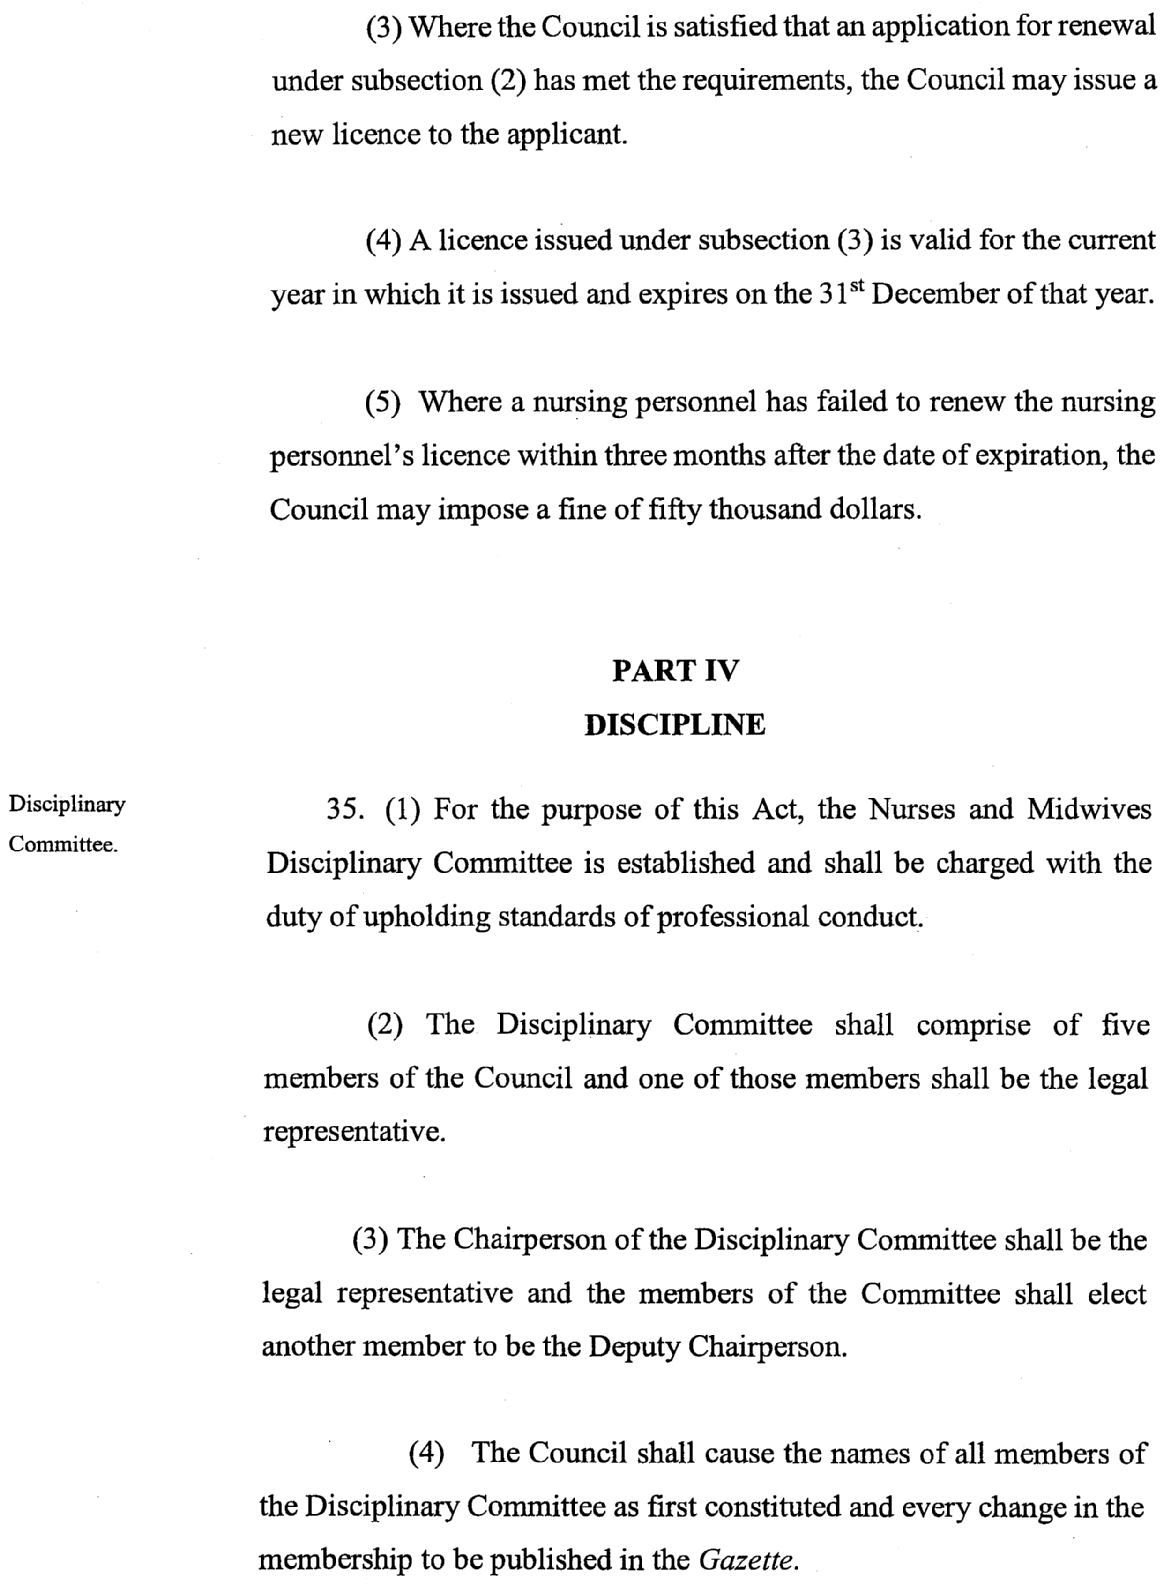 (3) Where the Council is satisfied that an application for renewal
under subsection (2) has met the requirements, the Council may issue a
new licence to the applicant.
(4) A licence issued under subsection (3) is valid for the current
year in which it is issued and expires on the 31st December of that year.
(5) Where a nursing personnel has failed to renew the nursing
personnel's licence within three months after the date of expiration, the
Council may impose a fine of fifty thousand dollars.
PART IV
DISCIPLINE
Disciplinary
Committee.
35. (1) For the purpose of this Act, the Nurses and Midwives
Disciplinary Committee is established and shall be charged with the
duty of upholding standards of professional conduct.
(2) The Disciplinary Committee shall comprise of five
members of the Council and one of those members shall be the legal
representative.
(3) The Chairperson of the Disciplinary Committee shall be the
legal representative and the members of the Committee shall elect
another member to be the Deputy Chairperson.
(4) The Council shall cause the names of all members of
the Disciplinary Committee as first constituted and every change in the
membership to be published in the Gazette.